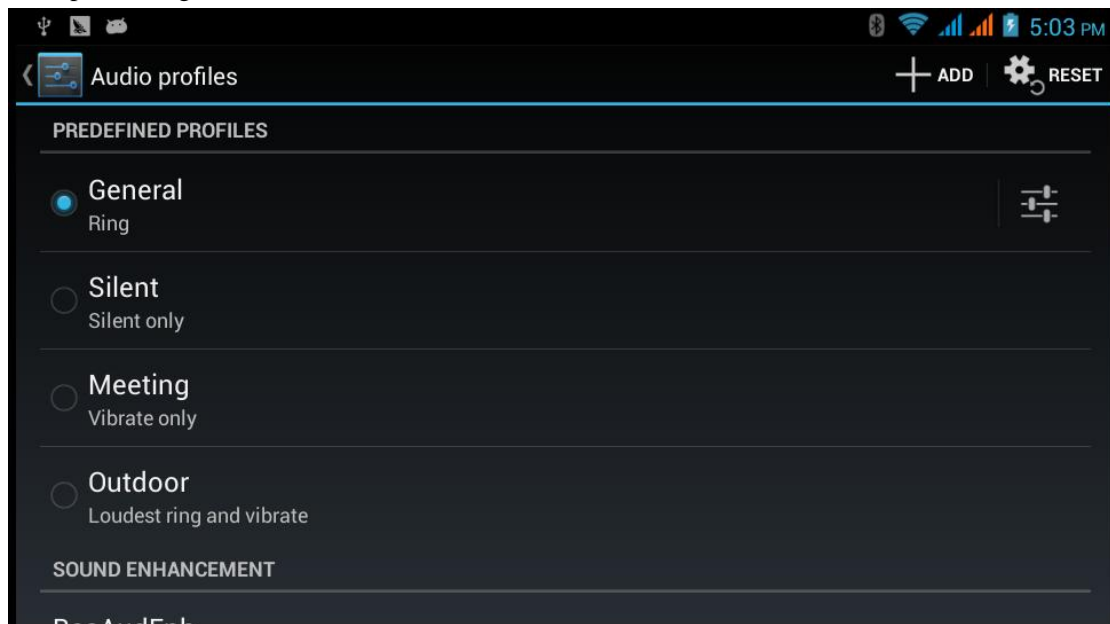 5:03 PM
Audio profiles
ADD
RESET
PREDEFINED PROFILES
General
Ring
Silent
Silent only
Meeting
Vibrate only
Outdoor
Loudest ring and vibrate
SOUND ENHANCEMENT